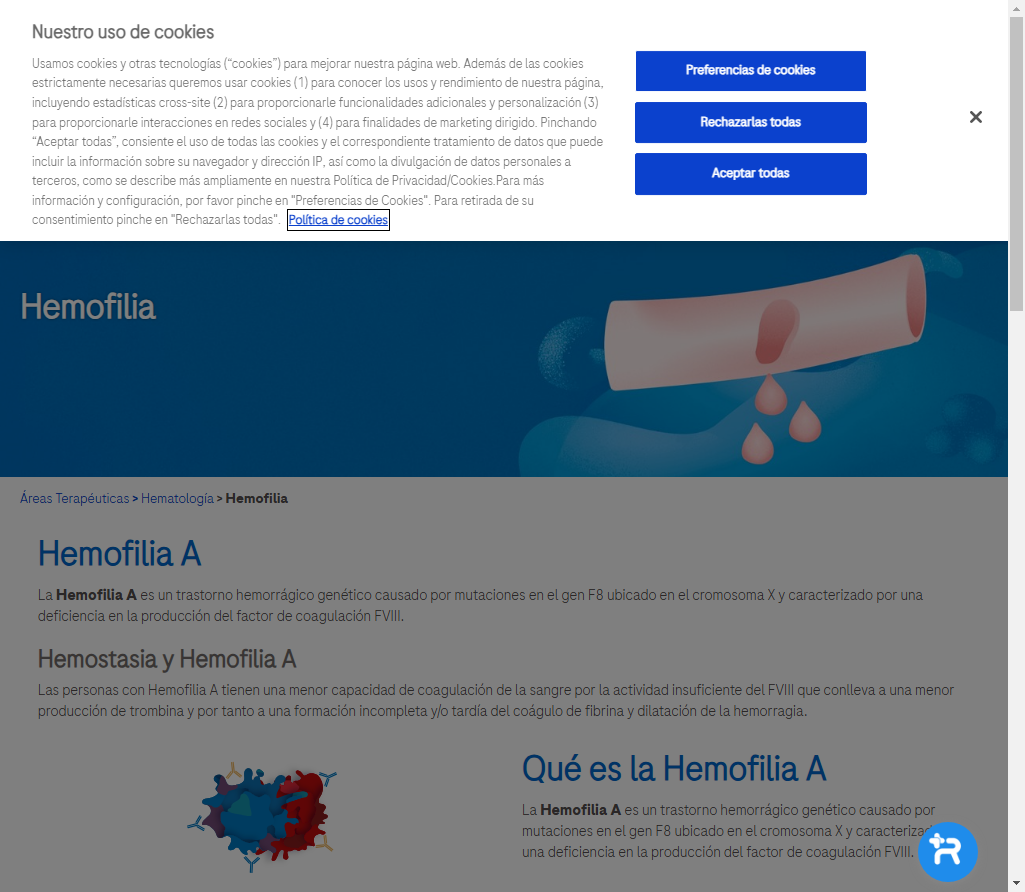 Nuestro uso de cookies
Usamos cookies y otras tecnologías (“cookies”) para mejorar nuestra página web. Además de las cookies
estrictamente necesarias queremos usar cookies (1) para conocer los usos y rendimiento de nuestra página,
incluyendo estadísticas cross-site (2) para proporcionarle funcionalidades adicionales y personalización (3)
para proporcionarle interacciones en redes sociales y (4) para finalidades de marketing dirigido. Pinchando
“Aceptar todas”, consiente el uso de todas las cookies y el correspondiente tratamiento de datos que puede
incluir la información sobre su navegador y dirección IP, así como la divulgación de datos personales a
terceros, como se describe más ampliamente en nuestra Política de Privacidad/Cookies.Para más
información y configuración, por favor pinche en "Preferencias de Cookies". Para retirada de su
consentimiento pinche en "Rechazarlas todas". Política de cookies
Preferencias de cookies
Rechazarlas todas
Aceptar todas
Hemofilia
Áreas Terapéuticas > Hematología > Hemofilia
Hemofilia A
La Hemofilia A es un trastorno hemorrágico genético causado por mutaciones en el gen F8 ubicado en el cromosoma X y caracterizado por una
deficiencia en la producción del factor de coagulación FVIII.
Hemostasia y Hemofilia A
Las personas con Hemofilia A tienen una menor capacidad de coagulación de la sangre por la actividad insuficiente del FVIII que conlleva a una menor
producción de trombina y por tanto a una formación incompleta y/o tardía del coágulo de fibrina y dilatación de la hemorragia.
Qué es la Hemofilia A
La Hemofilia A es un trastorno hemorrágico genético causado por
mutaciones en el gen F8 ubicado en el cromosoma X y caracteriza
una deficiencia en la producción del factor de coagulación FVIII.